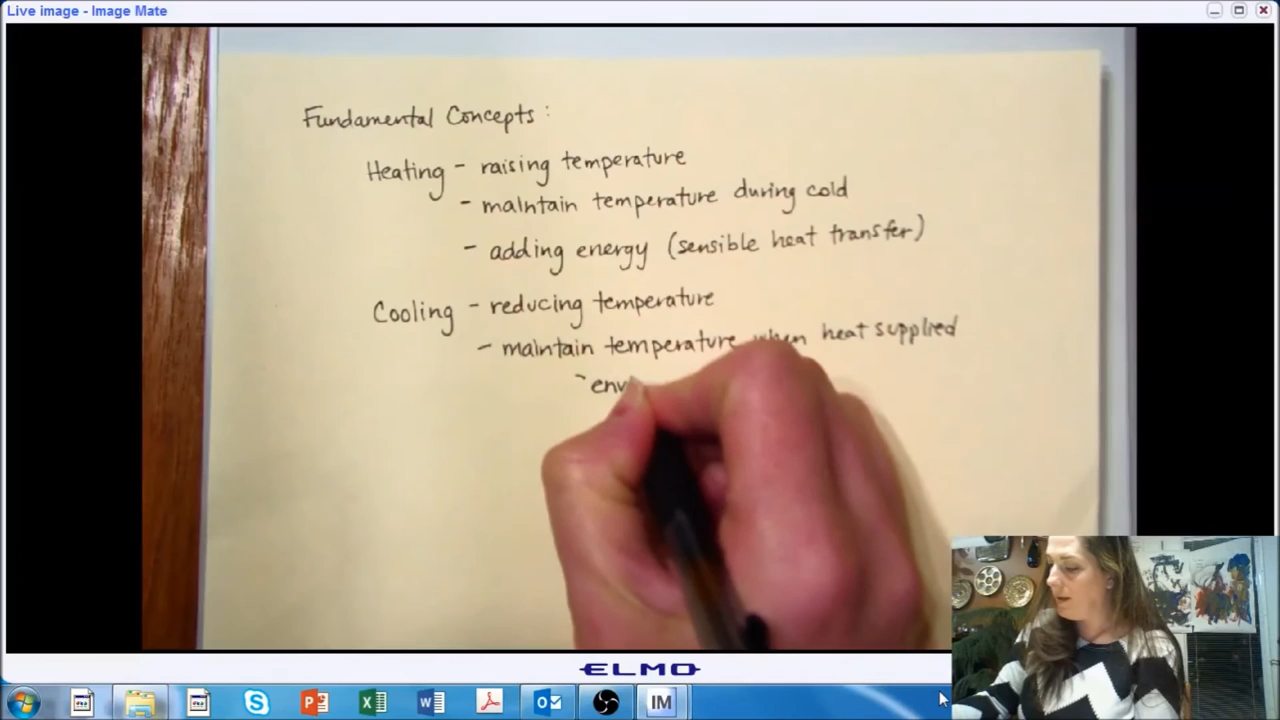 Live image - Image Mate
Fundamental Concepts:
Heating - raising temperature
- maintain temperature during cold
- adding energy (sensible heat transfer)
Cooling - reducing temperature
- maintain temperature when heat supplied
ELMO
IM